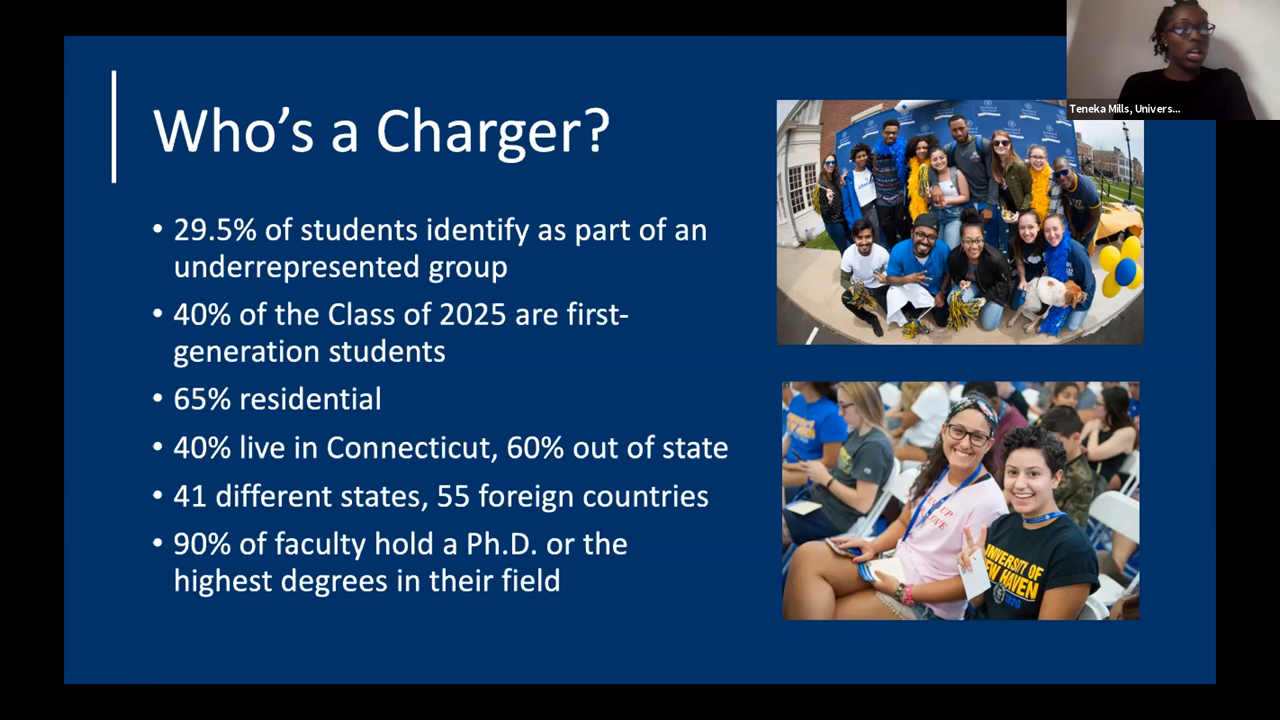 Who's a Charger?
• 29.5% of students identify as part of an
underrepresented group
• 40% of the Class of 2025 are first-
generation students
• 65% residential
• 40% live in Connecticut, 60% out of state
• 41 different states, 55 foreign countries
• 90% of faculty hold a Ph.D. or the
highest degrees in their field
Teneka Mills, Univers...
UNIVERSITY OF
NEW HAVEN
1920